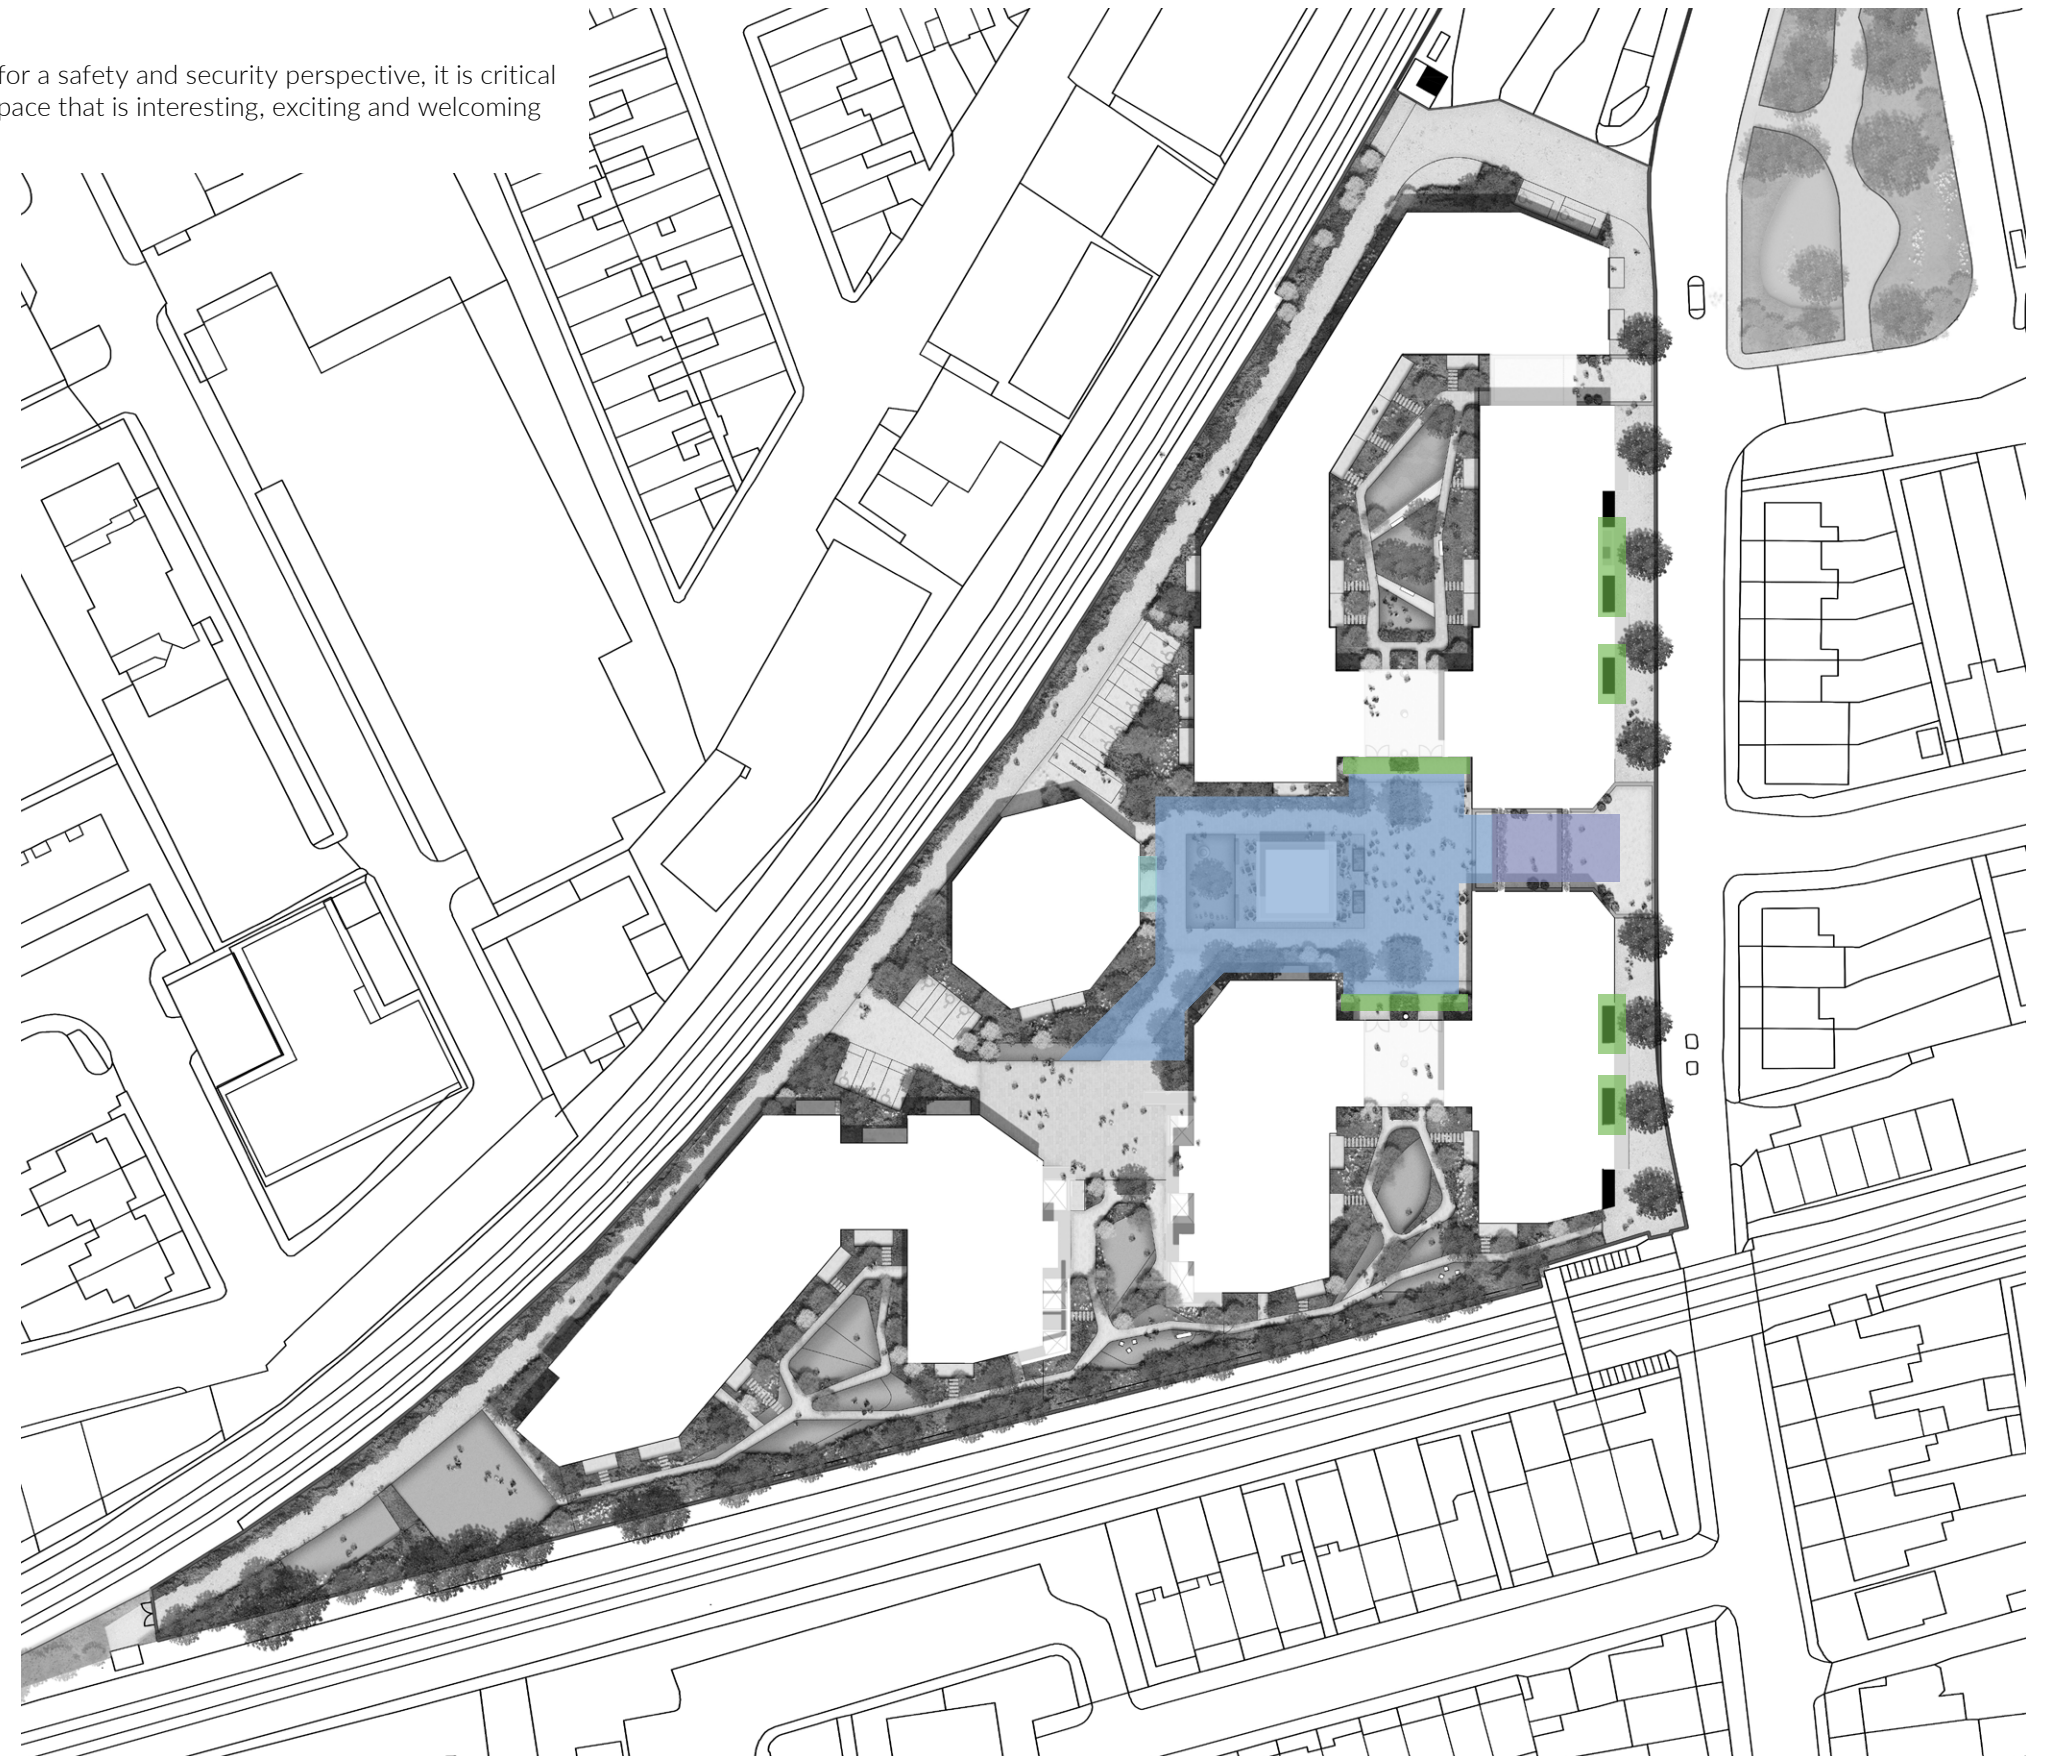 for a safety and security perspective, it is critical
pace that is interesting, exciting and welcoming